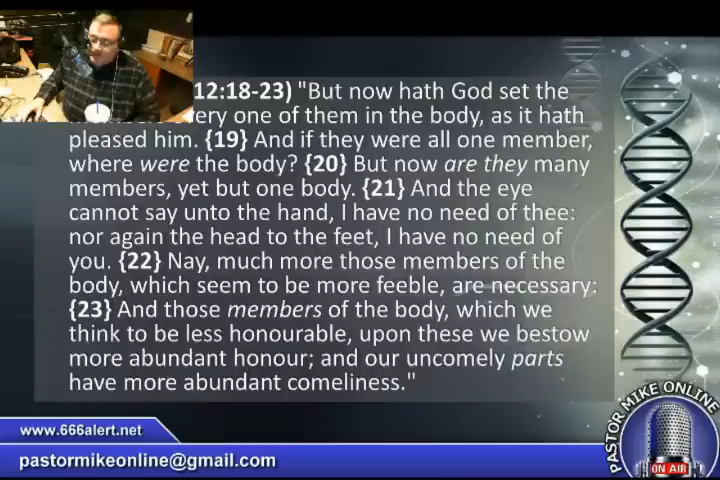 12:18-23) "But now hath God set the
ery one of them in the body, as it hath
pleased him. {19} And if they were all one member,
where were the body? {20} But now are they many
members, yet but one body. {21} And the eye
cannot say unto the hand, I have no need of thee:
nor again the head to the feet, I have no need of
you. {22} Nay, much more those members of the
body, which seem to be more feeble, are necessary:
{23} And those members of the body, which we
think to be less honourable, upon these we bestow
more abundant honour; and our uncomely parts
have more abundant comeliness."
www.666alert.net
pastormikeonline@gmail.com
PASTOR MIKE ONLINE
ON AIR